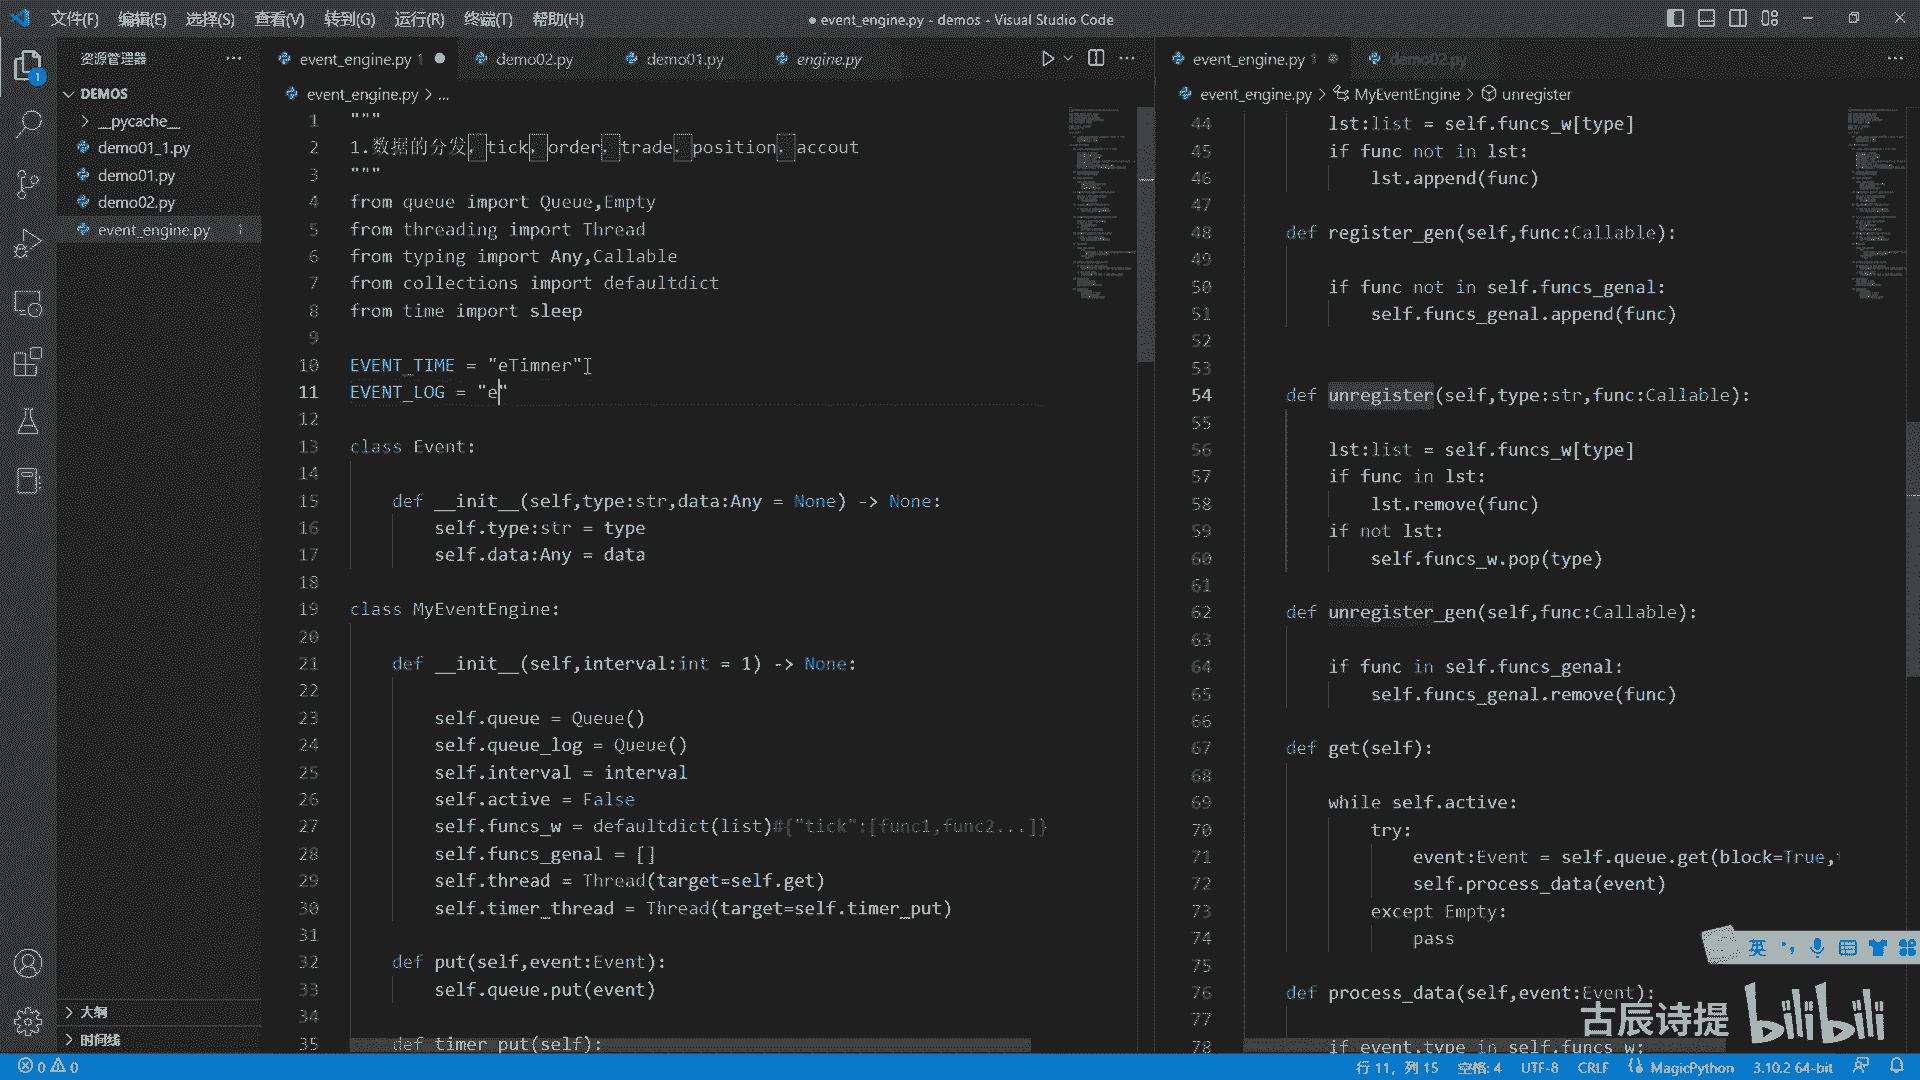 文件(F) 编辑(E) 选择(S) 查看(V) 转到(G) 运行(R) 终端(T) 帮助(H)
● event_engine.py - demos - Visual Studio Code
资源管理器
DEMOS
__pycache__
demo01_1.py
demo01.py
demo02.py
event_engine.py 1
大纲
时间线
event_engine.py 1 demo02.py demo01.py engine.py
event_engine.py > ...
1 """
2 1.数据的分发，tick，order，trade，position，accout
3 """
4 from queue import Queue,Empty
5 from threading import Thread
6 from typing import Any,Callable
7 from collections import defaultdict
8 from time import sleep
9
10 EVENT_TIME = "eTimner"
11 EVENT_LOG = "e"
12
13 class Event:
14
15 def __init__(self,type:str,data:Any = None) -> None:
16 self.type:str = type
17 self.data:Any = data
18
19 class MyEventEngine:
20
21 def __init__(self,interval:int = 1) -> None:
22
23 self.queue = Queue()
24 self.queue_log = Queue()
25 self.interval = interval
26 self.active = False
27 self.funcs_w = defaultdict(list)#{"tick":[func1,func2...]}
28 self.funcs_genal = []
29 self.thread = Thread(target=self.get)
30 self.timer_thread = Thread(target=self.timer_put)
31
32 def put(self,event:Event):
33 self.queue.put(event)
34
35 def timer_put(self):
event_engine.py 1 demo02.py
event_engine.py > MyEventEngine > unregister
44 lst:list = self.funcs_w[type]
45 if func not in lst:
46 lst.append(func)
47
48 def register_gen(self,func:Callable):
49
50 if func not in self.funcs_genal:
51 self.funcs_genal.append(func)
52
53
54 def unregister(self,type:str,func:Callable):
55
56 lst:list = self.funcs_w[type]
57 if func in lst:
58 lst.remove(func)
59 if not lst:
60 self.funcs_w.pop(type)
61
62 def unregister_gen(self,func:Callable):
63
64 if func in self.funcs_genal:
65 self.funcs_genal.remove(func)
66
67 def get(self):
68
69 while self.active:
70 try:
71 event:Event = self.queue.get(block=True,
72 self.process_data(event)
73 except Empty:
74 pass
75
76 def process_data(self,event:Event):
77
78 if event.type in self.funcs_w:
英
古辰诗提 bilibili
0 0
行 11，列 15 空格: 4 UTF-8 CRLF MagicPython 3.10.2 64-bit